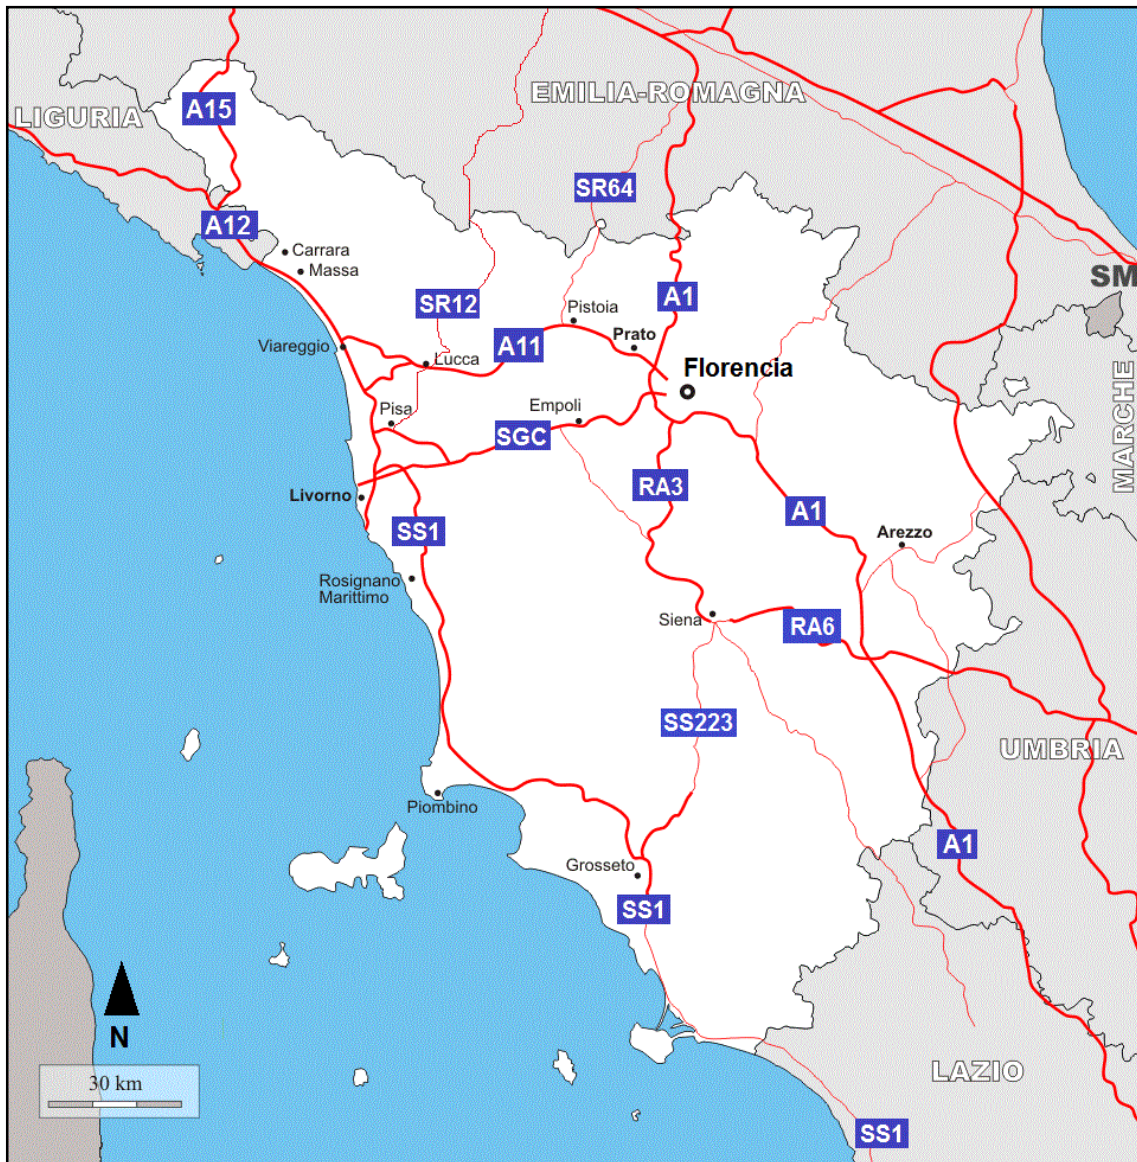 EMILIA-ROMAGNA
A15
LIGURIA
SR64
A12
Carrara
Massa
SM
SR12
A1
Pistoia
Prato
A11
Viareggio
Lucca
Florencia
Pisa
Empoli
SGC
MARCHE
RA3
Livorno
A1
SS1
Arezzo
Rosignano
Marittimo
Siena
RA6
SS223
UMBRIA
Piombino
A1
Grosseto
SS1
N
LAZIO
30 km
SS1